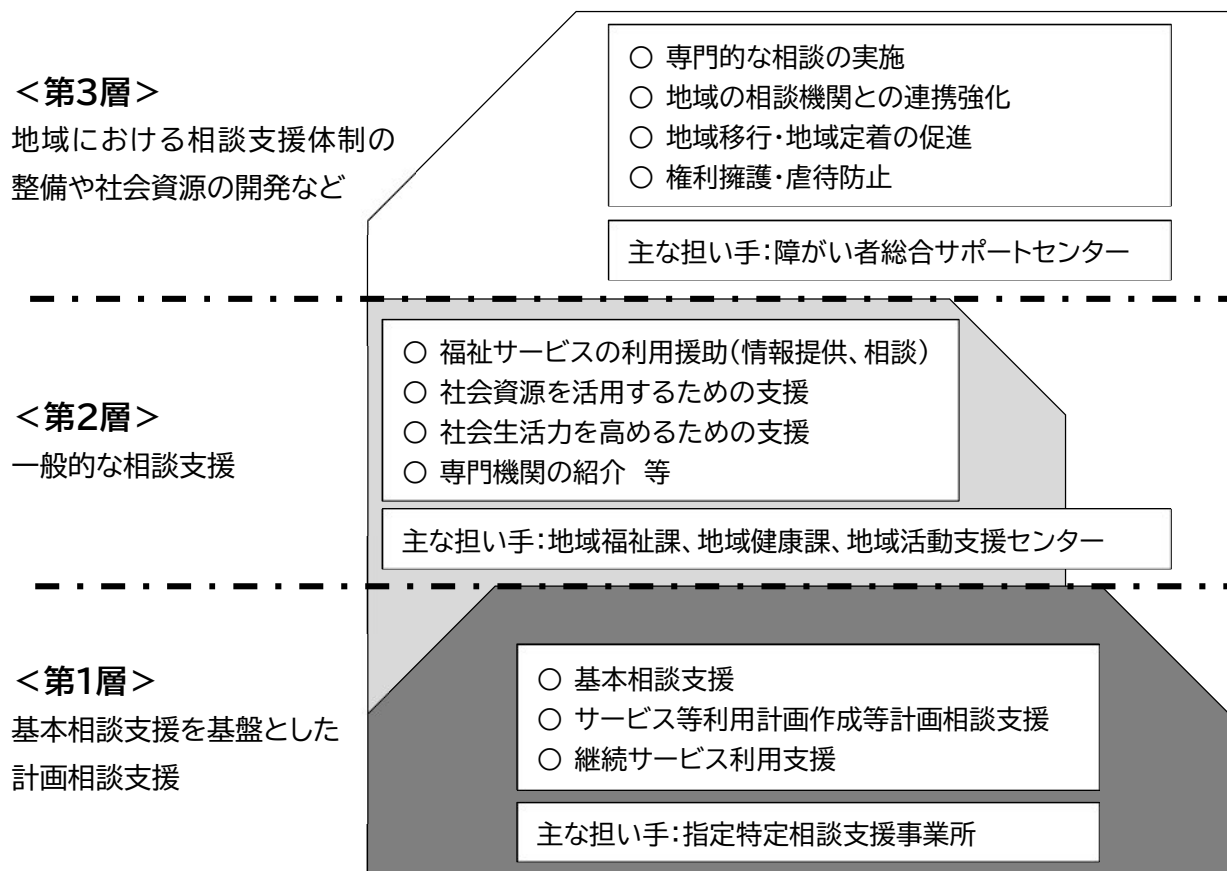 ＜第3層＞
地域における相談支援体制の
整備や社会資源の開発など
○ 専門的な相談の実施
○ 地域の相談機関との連携強化
○ 地域移行・地域定着の促進
○ 権利擁護・虐待防止
主な担い手：障がい者総合サポートセンター
＜第2層＞
一般的な相談支援
○ 福祉サービスの利用援助（情報提供、相談）
○ 社会資源を活用するための支援
○ 社会生活力を高めるための支援
○ 専門機関の紹介　等
主な担い手：地域福祉課、地域健康課、地域活動支援センター
＜第1層＞
基本相談支援を基盤とした
計画相談支援
○ 基本相談支援
○ サービス等利用計画作成等計画相談支援
○ 継続サービス利用支援
主な担い手：指定特定相談支援事業所